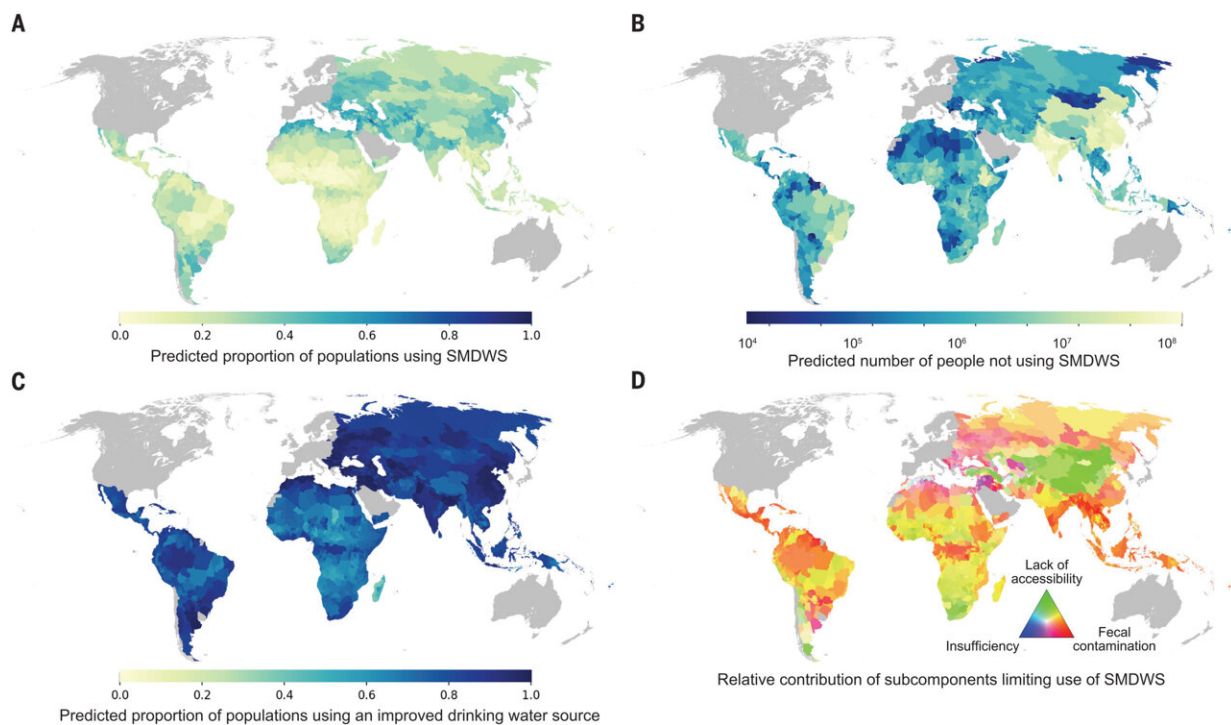 A
B
0.0 0.2 0.4 0.6 0.8 1.0
Predicted proportion of populations using SMDWS
10⁴ 10⁵ 10⁶ 10⁷ 10⁸
Predicted number of people not using SMDWS
C
D
Lack of
accessibility
Insufficiency
Fecal
contamination
0.0 0.2 0.4 0.6 0.8 1.0
Predicted proportion of populations using an improved drinking water source
Relative contribution of subcomponents limiting use of SMDWS